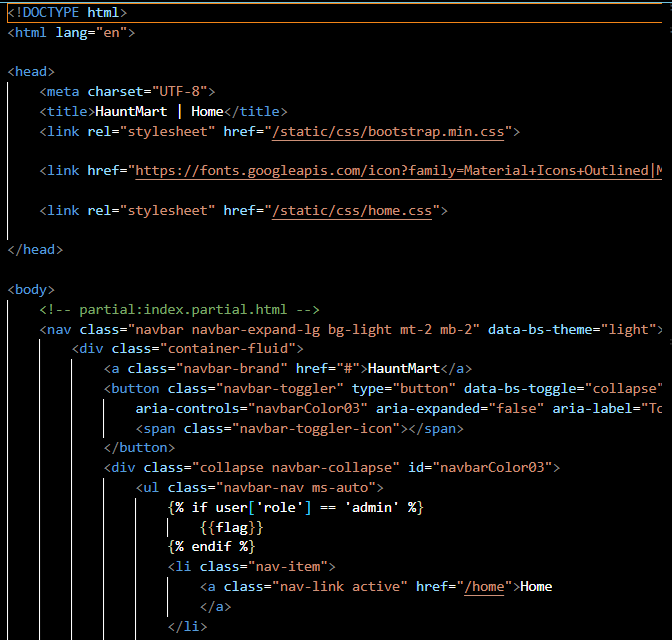 <!DOCTYPE html>
<html lang="en">
<head>
<meta charset="UTF-8">
<title>HauntMart | Home</title>
<link rel="stylesheet" href="/static/css/bootstrap.min.css">
<link href="https://fonts.googleapis.com/icon?family=Material+Icons+Outlined|M
<link rel="stylesheet" href="/static/css/home.css">
</head>
<body>
<!-- partial:index.partial.html -->
<nav class="navbar navbar-expand-lg bg-light mt-2 mb-2" data-bs-theme="light">
<div class="container-fluid">
<a class="navbar-brand" href="#">HauntMart</a>
<button class="navbar-toggler" type="button" data-bs-toggle="collapse"
aria-controls="navbarColor03" aria-expanded="false" aria-label="To
<span class="navbar-toggler-icon"></span>
</button>
<div class="collapse navbar-collapse" id="navbarColor03">
<ul class="navbar-nav ms-auto">
{% if user['role'] == 'admin' %}
{{flag}}
{% endif %}
<li class="nav-item">
<a class="nav-link active" href="/home">Home
</a>
</li>